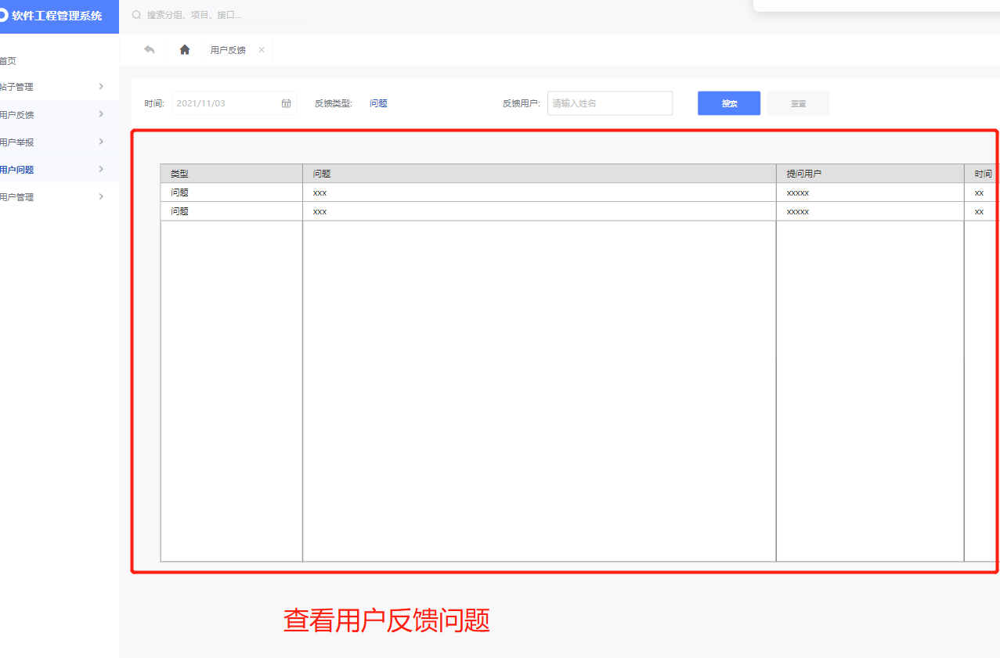 软件工程管理系统
搜索分组、项目、接口...
用户反馈
首页
帖子管理
用户反馈
用户举报
用户问题
用户管理
时间: 2021/11/03 反馈类型: 问题 反馈用户: 请输入姓名 搜索 重置
类型 问题 提问用户 时间
问题 xxx xxxxx xx
问题 xxx xxxxx xx
查看用户反馈问题